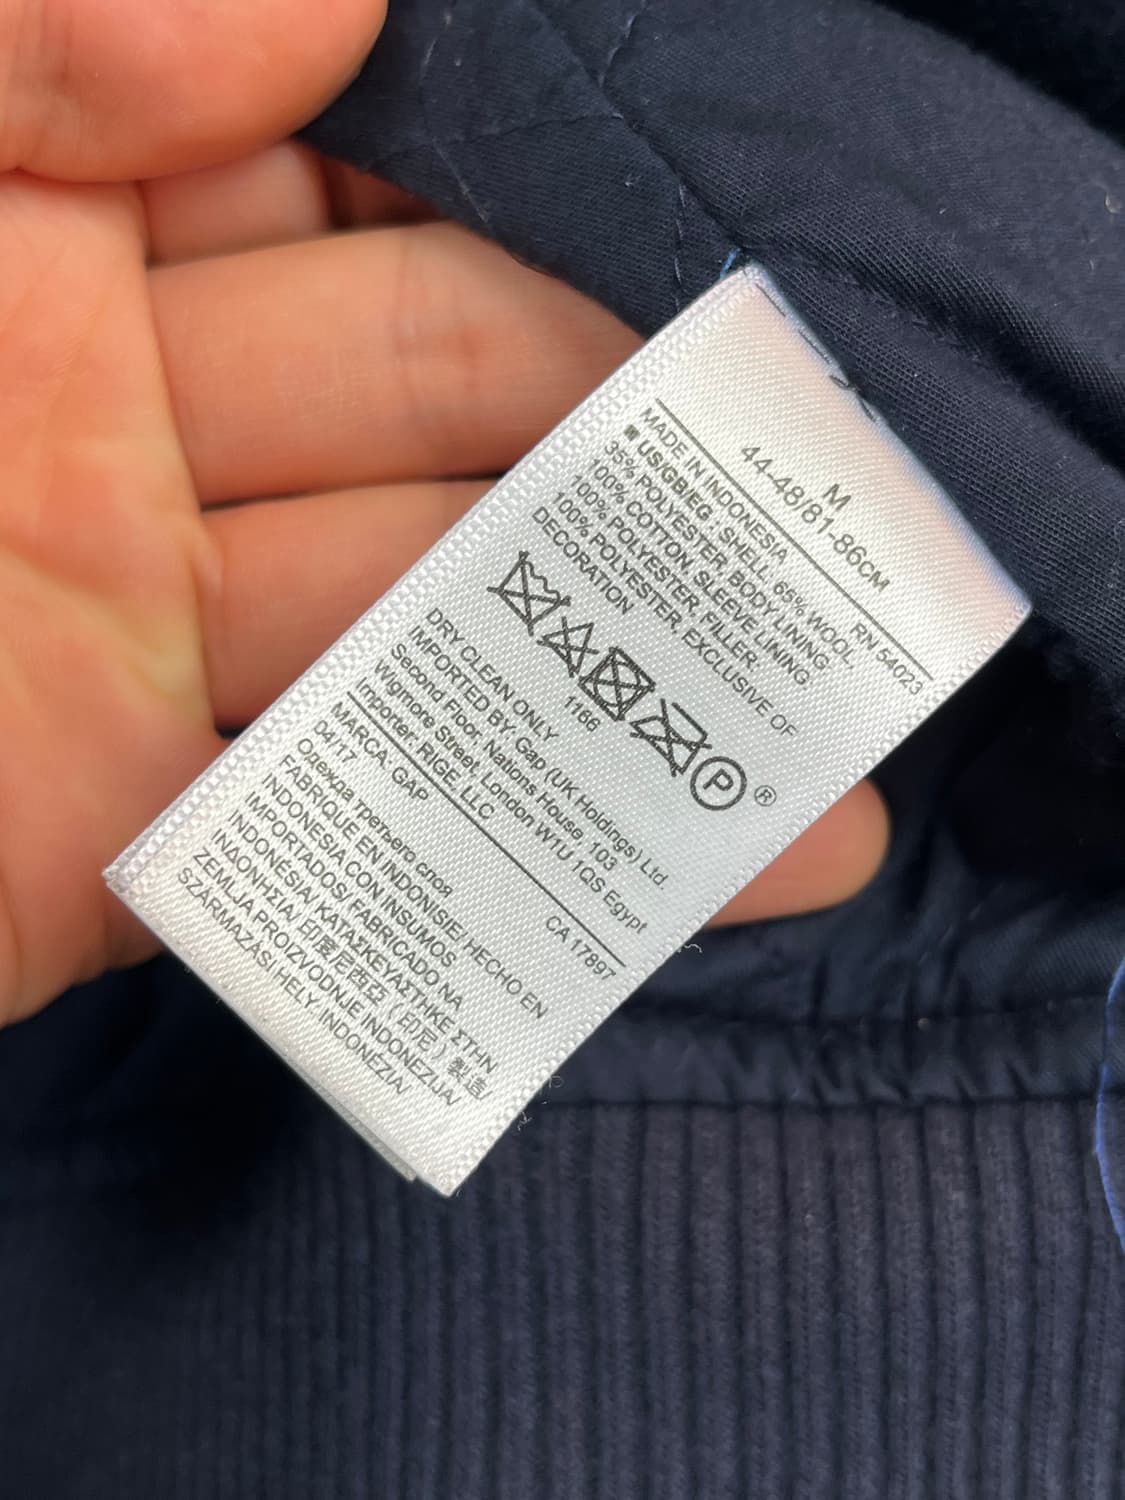 M
44-48/81-86CM
RN 54023
MADE IN INDONESIA
■ US/GB/EG : SHELL. 65% WOOL.
35% POLYESTER, BODY LINING.
100% COTTON, SLEEVE LINING.
100% POLYESTER, FILLER.
100% POLYESTER, EXCLUSIVE OF
DECORATION
P ®
1166
DRY CLEAN ONLY
IMPORTED BY: Gap (UK Holdings) Ltd.
Second Floor, Nations House, 103
Wigmore Street, London W1U 1QS Egypt
Importer: RIGE, LLC
MARCA: GAP CA 17897
04/17
Одежда третьего слоя
FABRIQUE EN INDONISIE/ HECHO EN
INDONESIA CON INSUMOS
IMPORTADOS/ FABRICADO NA
INDONÉSIA/ ΚΑΤΑΣΚΕΥΑΣΤΗΚΕ ΣΤΗΝ
ΙΝΔΟΝΗΣΙΑ/ 印度尼西亞 ( 印尼 ) 製造/
ZEMLJA PROIZVODNJE INDONEZIJA/
SZÁRMAZÁSI HELY. INDONÉZIA/